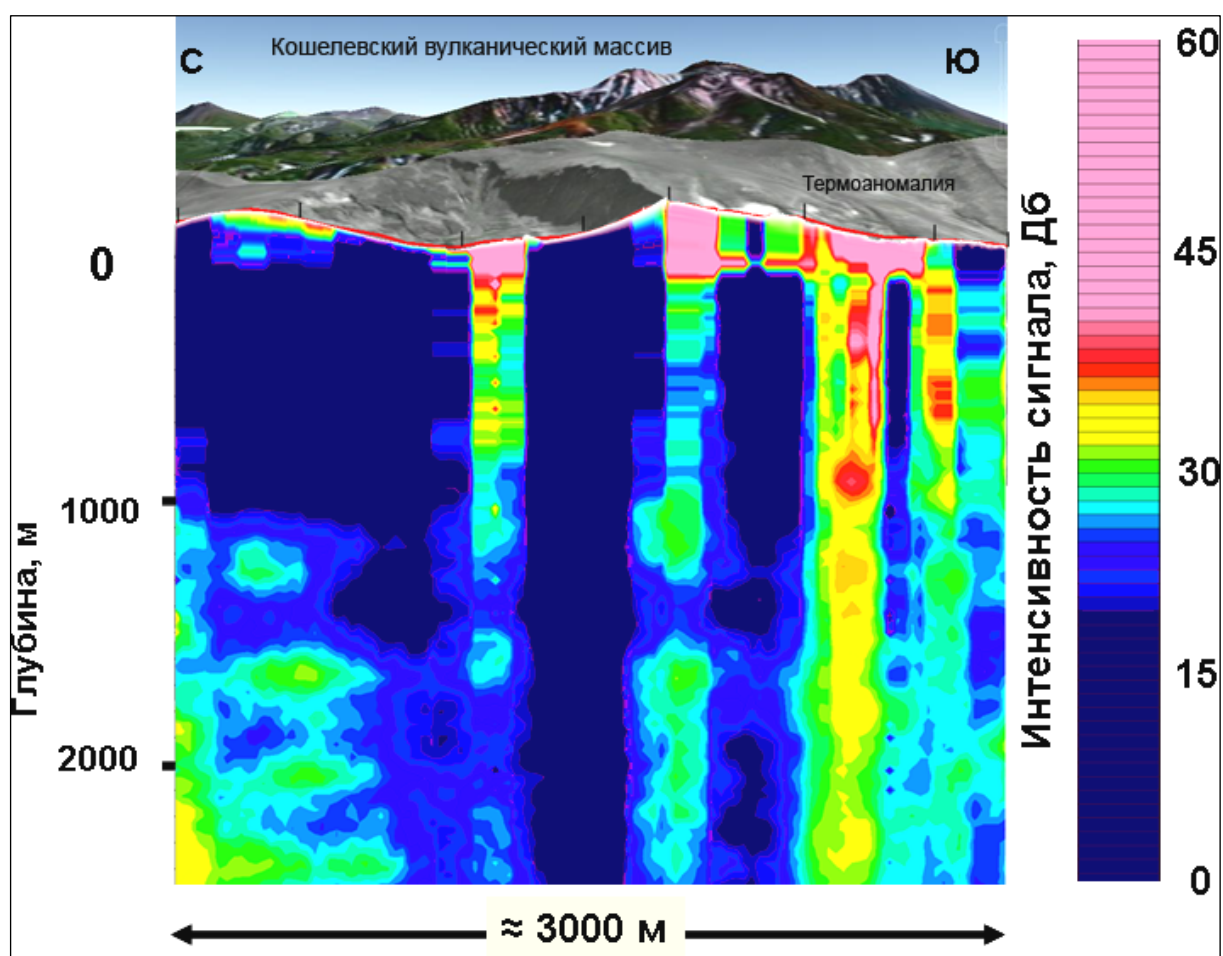 Кошелевский вулканический массив
С
Ю
Термоаномалия
0
1000
2000
Глубина, м
≈ 3000 м
Интенсивность сигнала, Дб
60
45
30
15
0